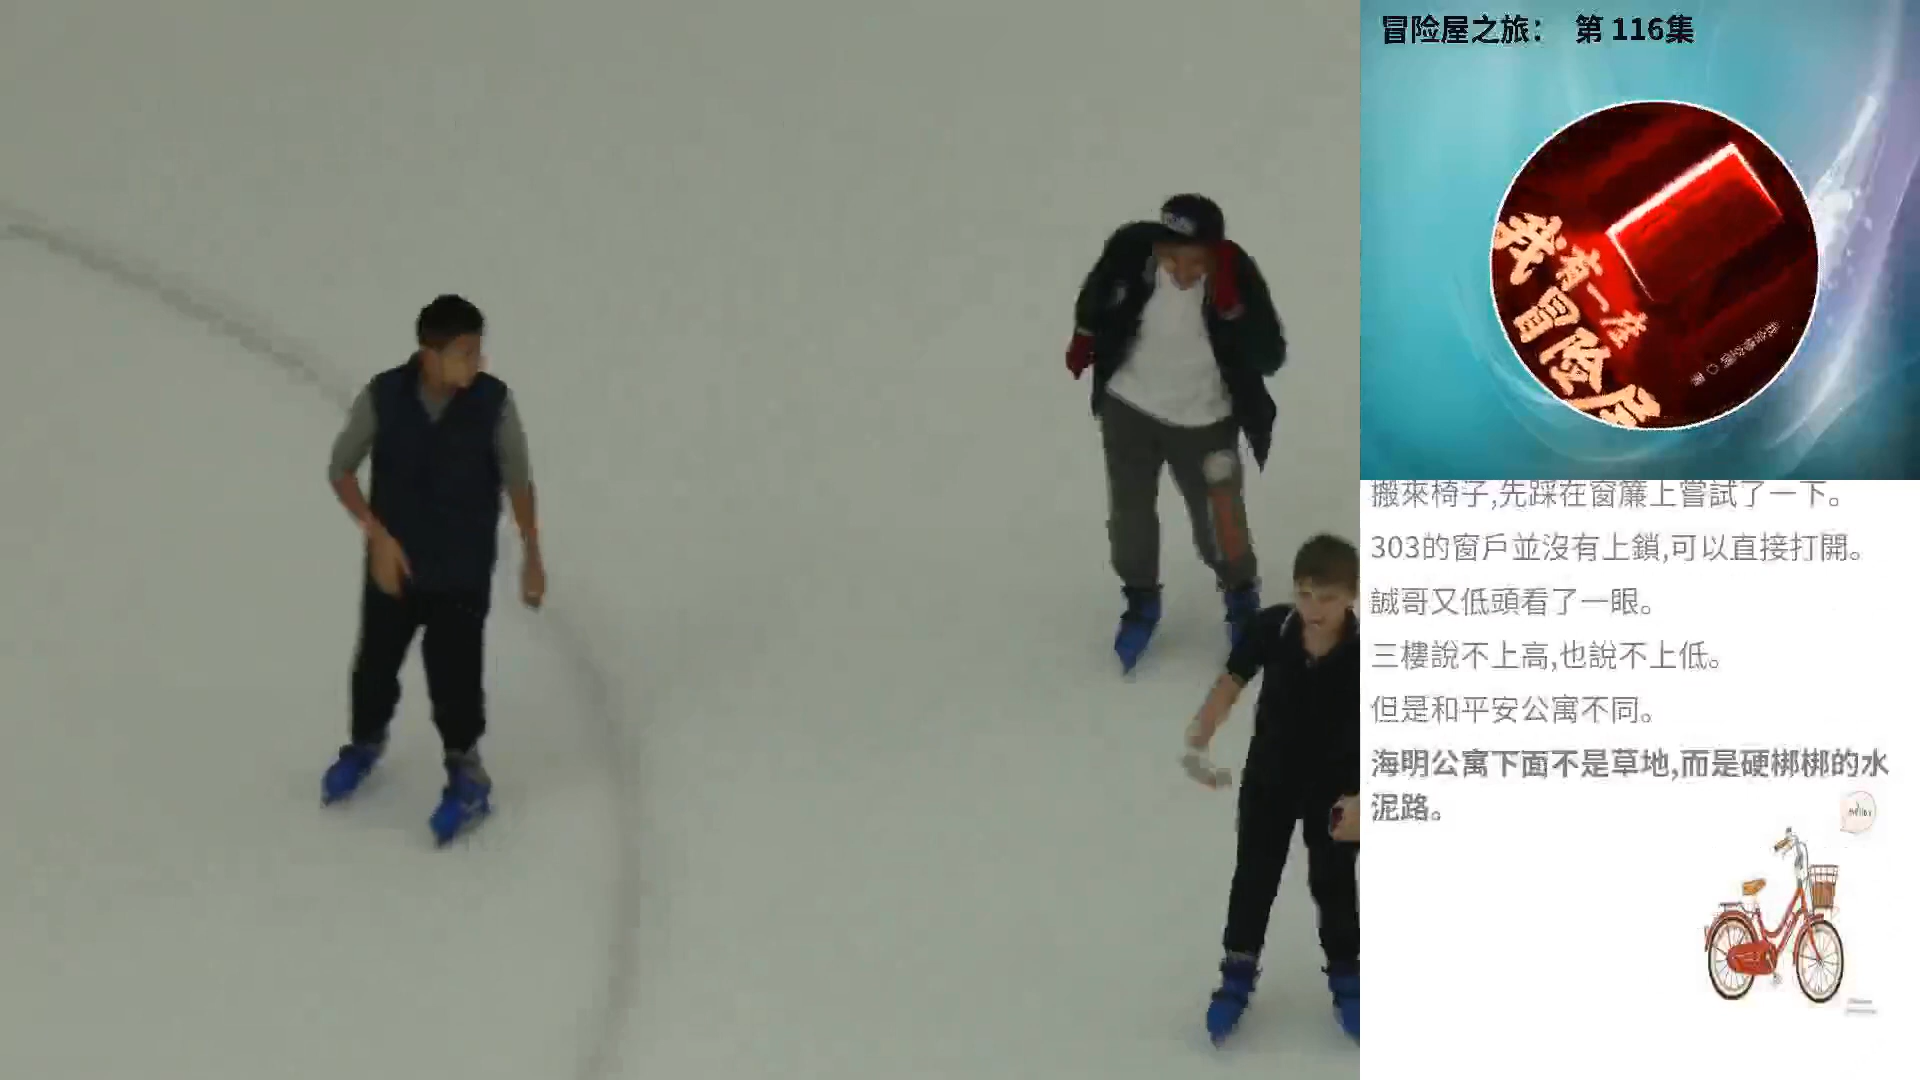 冒险屋之旅： 第 116集
我有一座
冒险屋
搬來椅子,先踩在窗簾上嘗試了一下。
303的窗戶並沒有上鎖,可以直接打開。
誠哥又低頭看了一眼。
三樓說不上高,也說不上低。
但是和平安公寓不同。
海明公寓下面不是草地,而是硬梆梆的水
泥路。